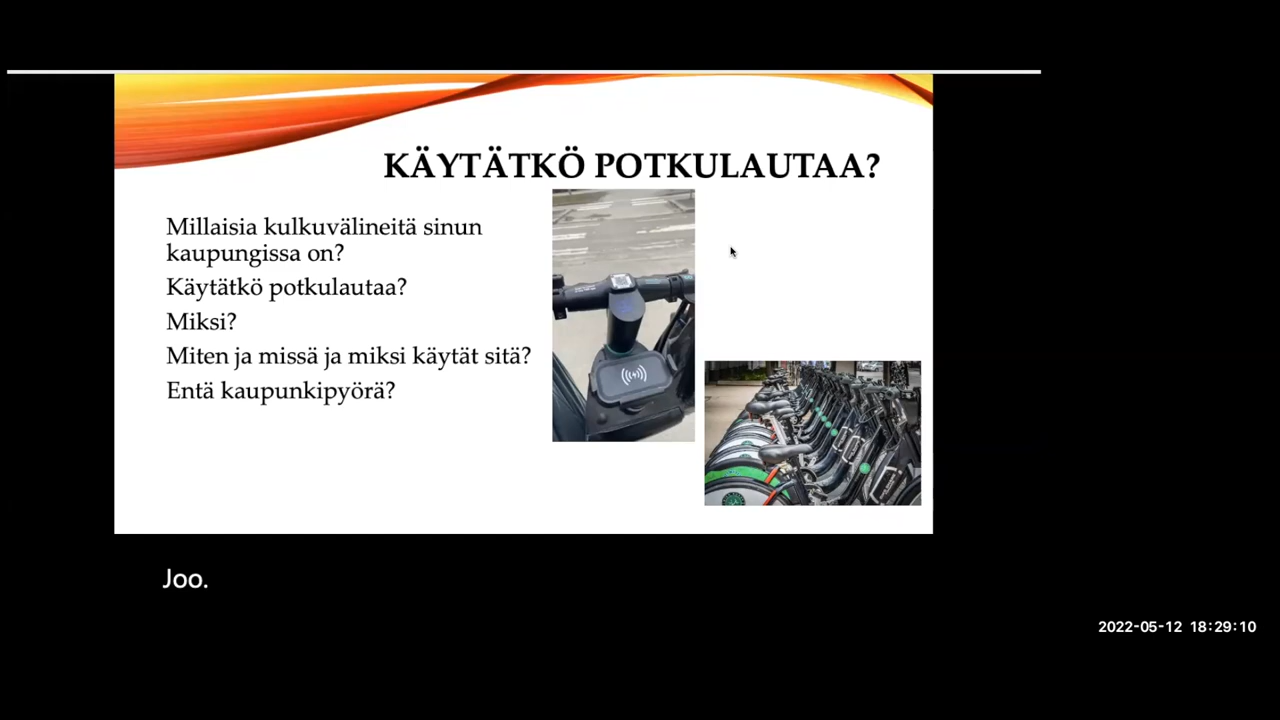 KÄYTÄTKÖ POTKULAUTAA?
Millaisia kulkuvälineitä sinun
kaupungissa on?
Käytätkö potkulautaa?
Miksi?
Miten ja missä ja miksi käytät sitä?
Entä kaupunkipyörä?
Joo.
2022-05-12 18:29:10